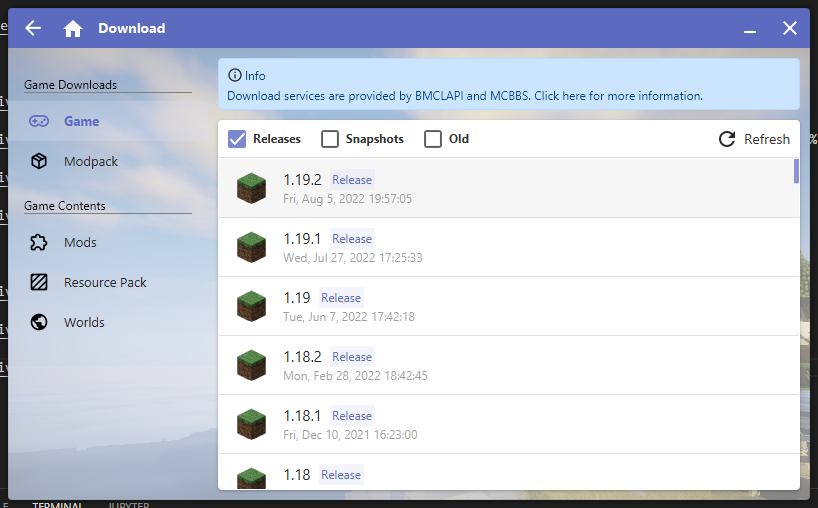 Download
Game Downloads
Game
Modpack
Game Contents
Mods
Resource Pack
Worlds
Info
Download services are provided by BMCLAPI and MCBBS. Click here for more information.
Releases
Snapshots
Old
Refresh
1.19.2 Release
Fri, Aug 5, 2022 19:57:05
1.19.1 Release
Wed, Jul 27, 2022 17:25:33
1.19 Release
Tue, Jun 7, 2022 17:42:18
1.18.2 Release
Mon, Feb 28, 2022 18:42:45
1.18.1 Release
Fri, Dec 10, 2021 16:23:00
1.18 Release
TERMINAL JUPYTER